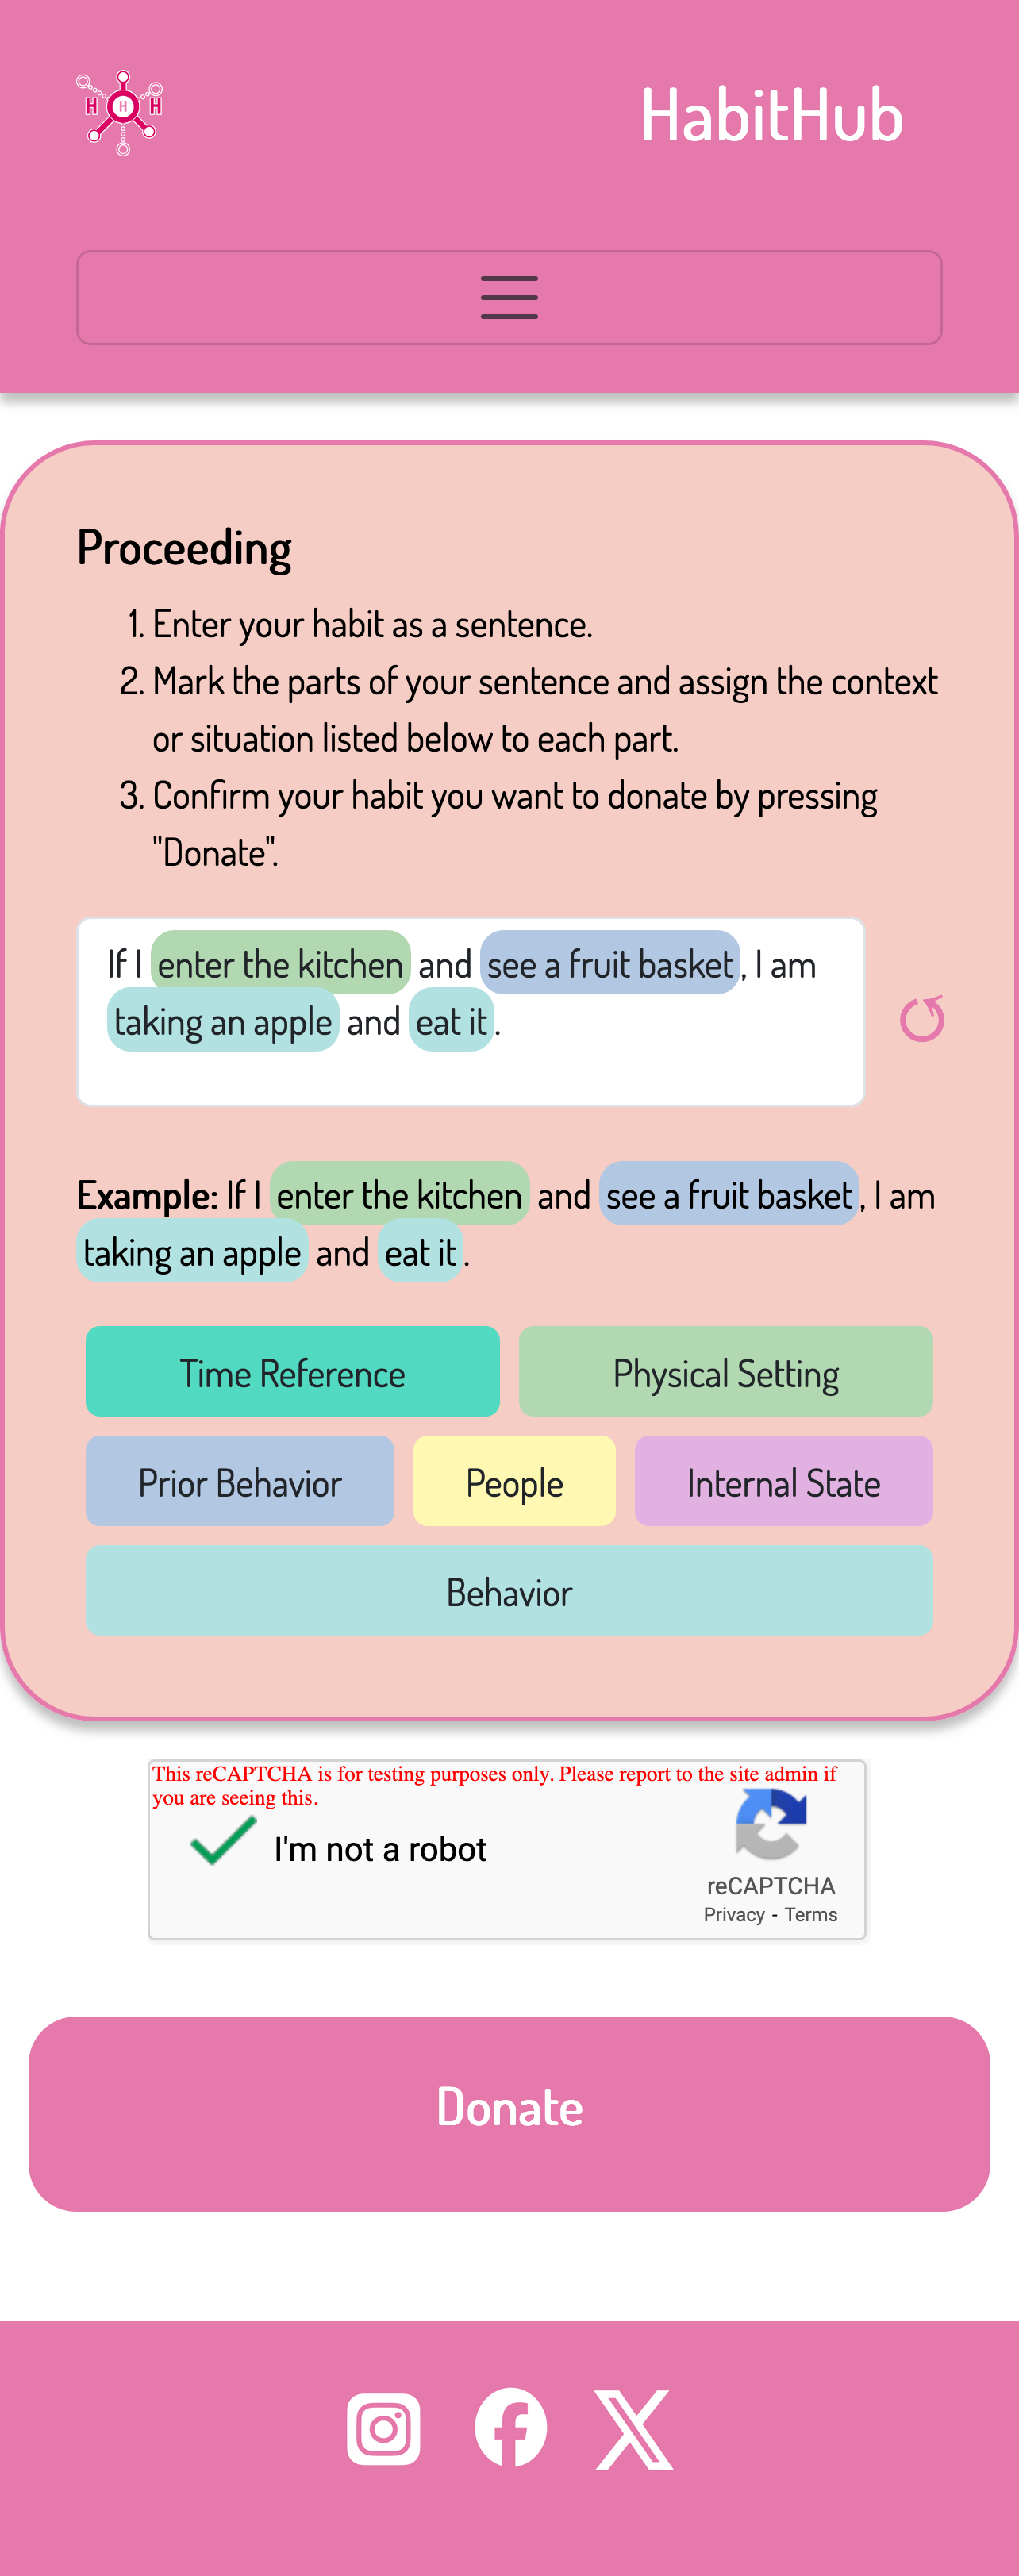 H H H
HabitHub
Proceeding
1. Enter your habit as a sentence.
2. Mark the parts of your sentence and assign the context
or situation listed below to each part.
3. Confirm your habit you want to donate by pressing
"Donate".
If I enter the kitchen and see a fruit basket, I am
taking an apple and eat it.
Example: If I enter the kitchen and see a fruit basket, I am
taking an apple and eat it.
Time Reference
Physical Setting
Prior Behavior
People
Internal State
Behavior
This reCAPTCHA is for testing purposes only. Please report to the site admin if
you are seeing this.
I'm not a robot
reCAPTCHA
Privacy - Terms
Donate